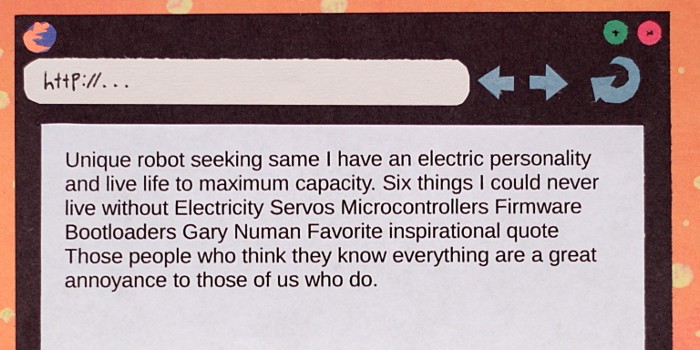 http://...
Unique robot seeking same I have an electric personality
and live life to maximum capacity. Six things I could never
live without Electricity Servos Microcontrollers Firmware
Bootloaders Gary Numan Favorite inspirational quote
Those people who think they know everything are a great
annoyance to those of us who do.